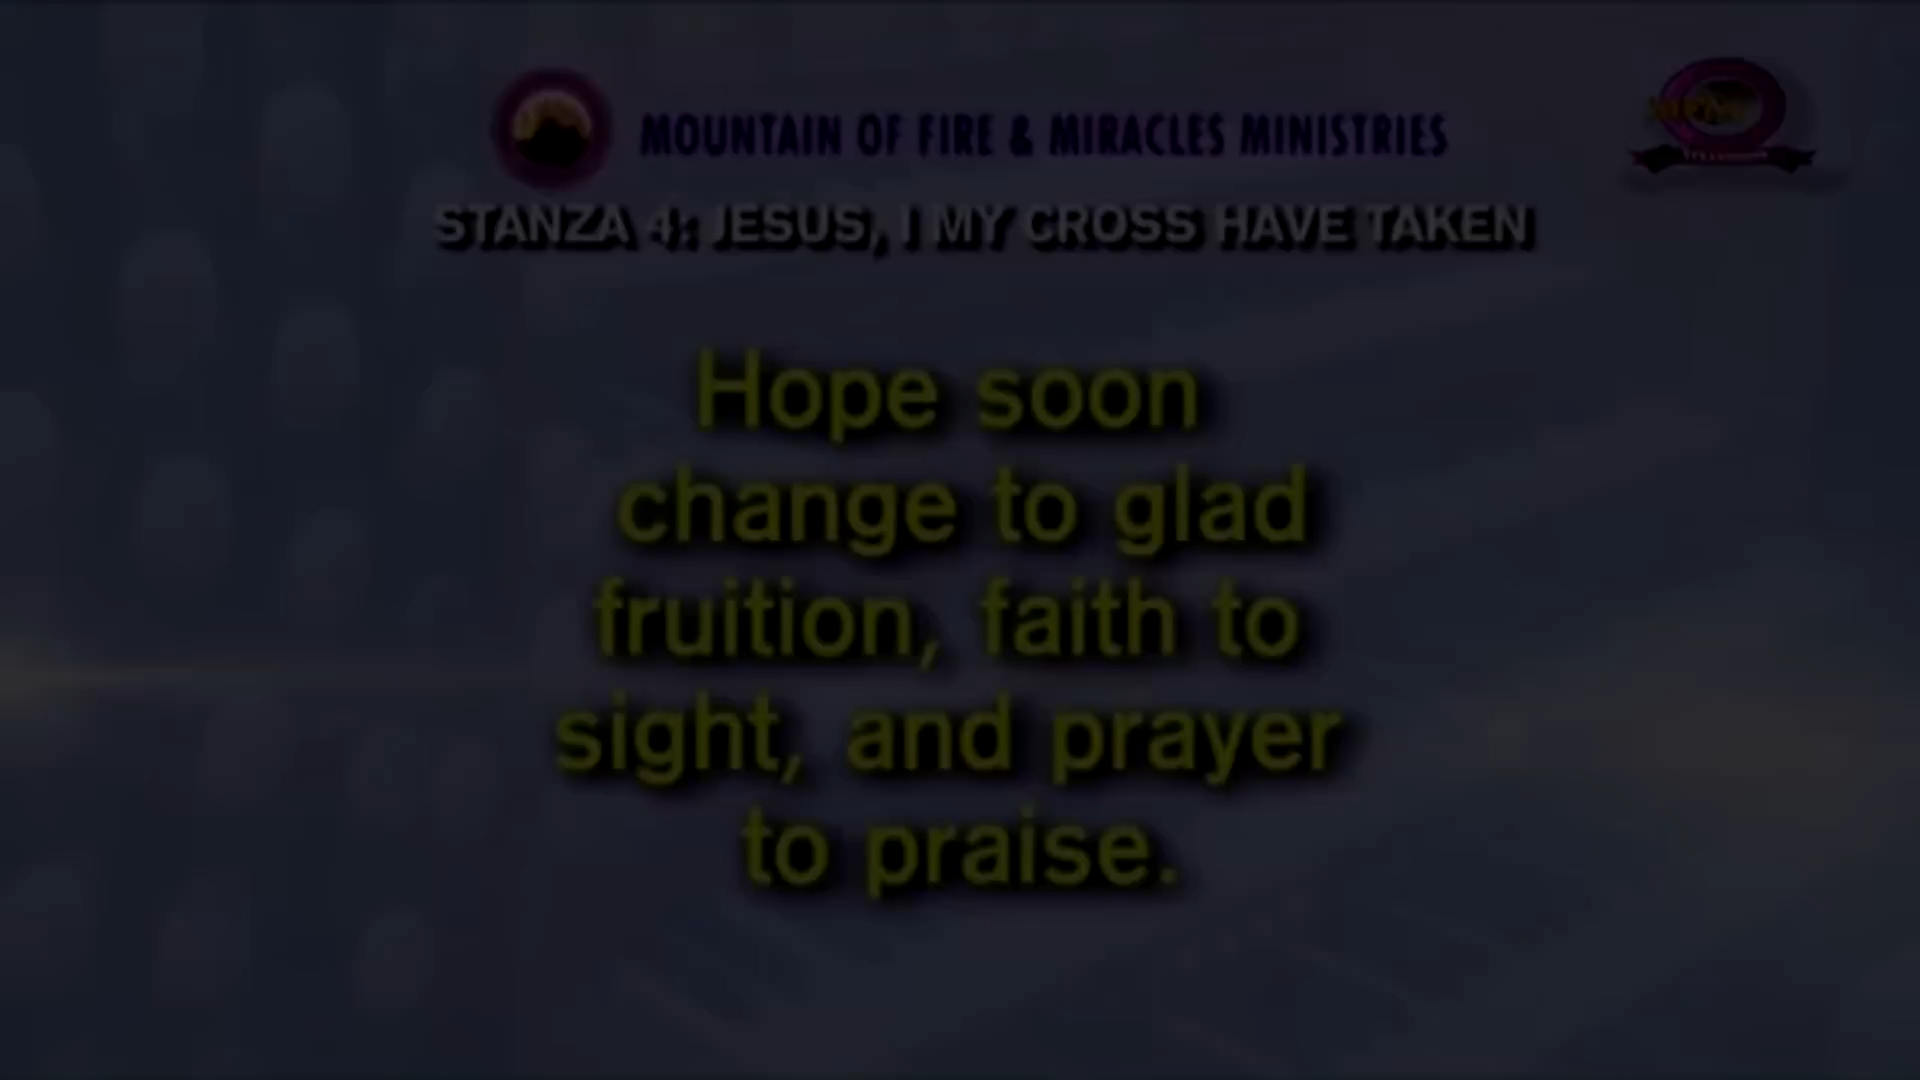 MOUNTAIN OF FIRE & MIRACLES MINISTRIES
STANZA 4: JESUS, I MY CROSS HAVE TAKEN
Hope soon
change to glad
fruition, faith to
sight, and prayer
to praise.